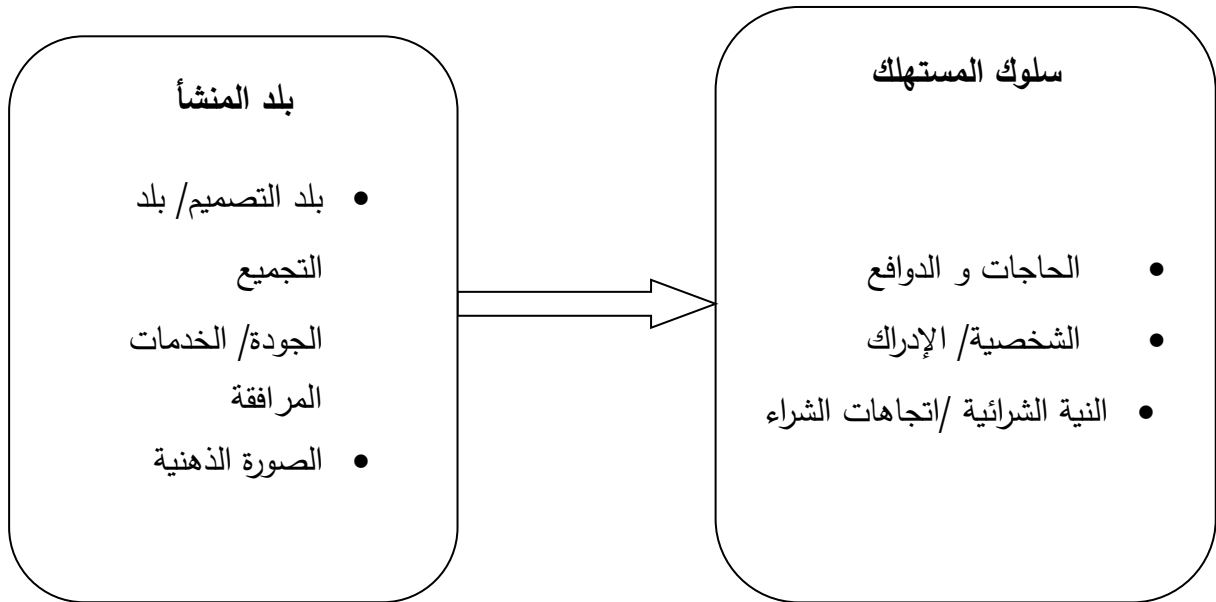 بلد المنشأ
• بلد التصميم/ بلد
التجميع
الجودة/ الخدمات
المرافقة
• الصورة الذهنية
سلوك المستهلك
• الحاجات و الدوافع
• الشخصية/ الإدراك
• النية الشرائية /اتجاهات الشراء